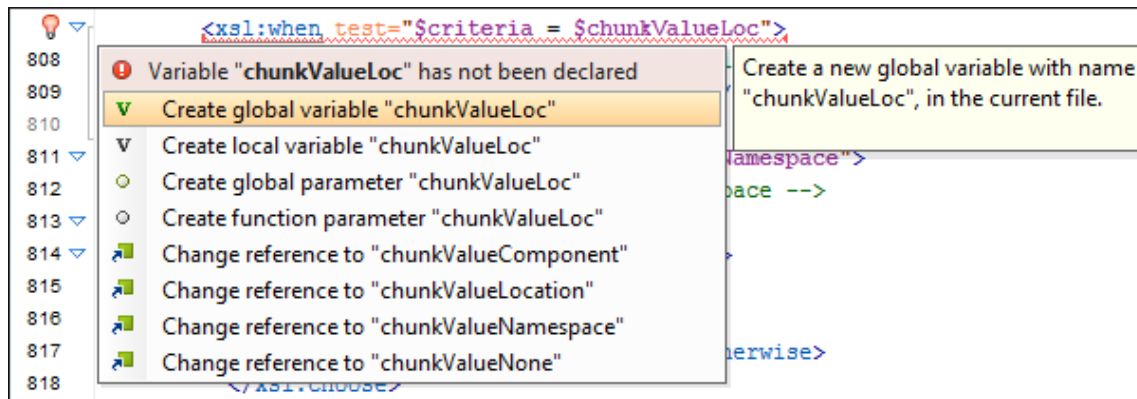 <xsl:when test="$criteria = $chunkValueLoc">
808
Variable "chunkValueLoc" has not been declared
Create a new global variable with name
"chunkValueLoc", in the current file.
809
Create global variable "chunkValueLoc"
810
Create local variable "chunkValueLoc"
811
Namespace">
Create global parameter "chunkValueLoc"
812
pace -->
Create function parameter "chunkValueLoc"
813
814
Change reference to "chunkValueComponent"
815
Change reference to "chunkValueLocation"
816
Change reference to "chunkValueNamespace"
817
herwise>
Change reference to "chunkValueNone"
818
</xsl:choose>